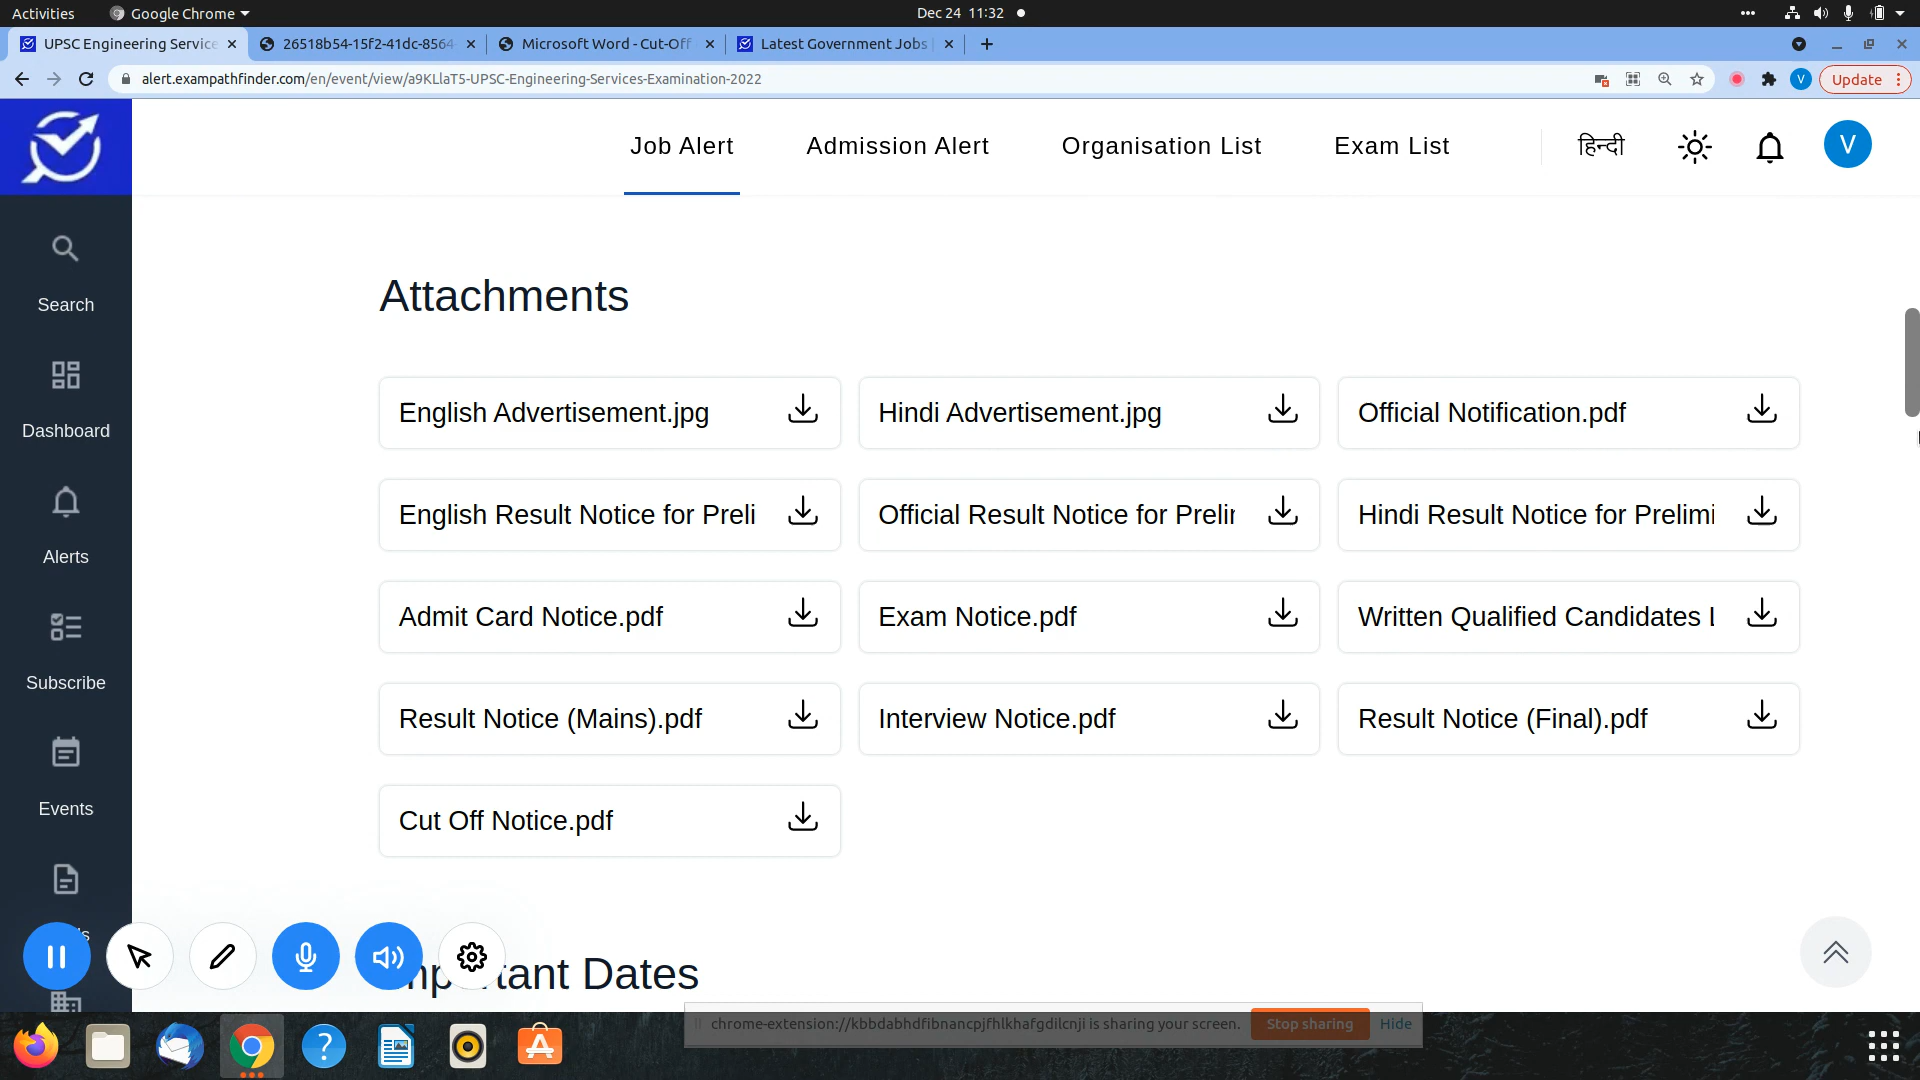 Activities
Google Chrome
Dec 24 11:32
UPSC Engineering Service
26518b54-15f2-41dc-8564
Microsoft Word - Cut-Off
Latest Government Jobs
alert.exampathfinder.com/en/event/view/a9KLlaT5-UPSC-Engineering-Services-Examination-2022
V
Update
Job Alert
Admission Alert
Organisation List
Exam List
हिन्दी
V
Search
Dashboard
Alerts
Subscribe
Events
Attachments
English Advertisement.jpg
Hindi Advertisement.jpg
Official Notification.pdf
English Result Notice for Preli
Official Result Notice for Prelim
Hindi Result Notice for Prelimi
Admit Card Notice.pdf
Exam Notice.pdf
Written Qualified Candidates L
Result Notice (Mains).pdf
Interview Notice.pdf
Result Notice (Final).pdf
Cut Off Notice.pdf
tant Dates
chrome-extension://kbbdabhdfibnancpjfhlkhafgdilcnji is sharing your screen.
Stop sharing
Hide